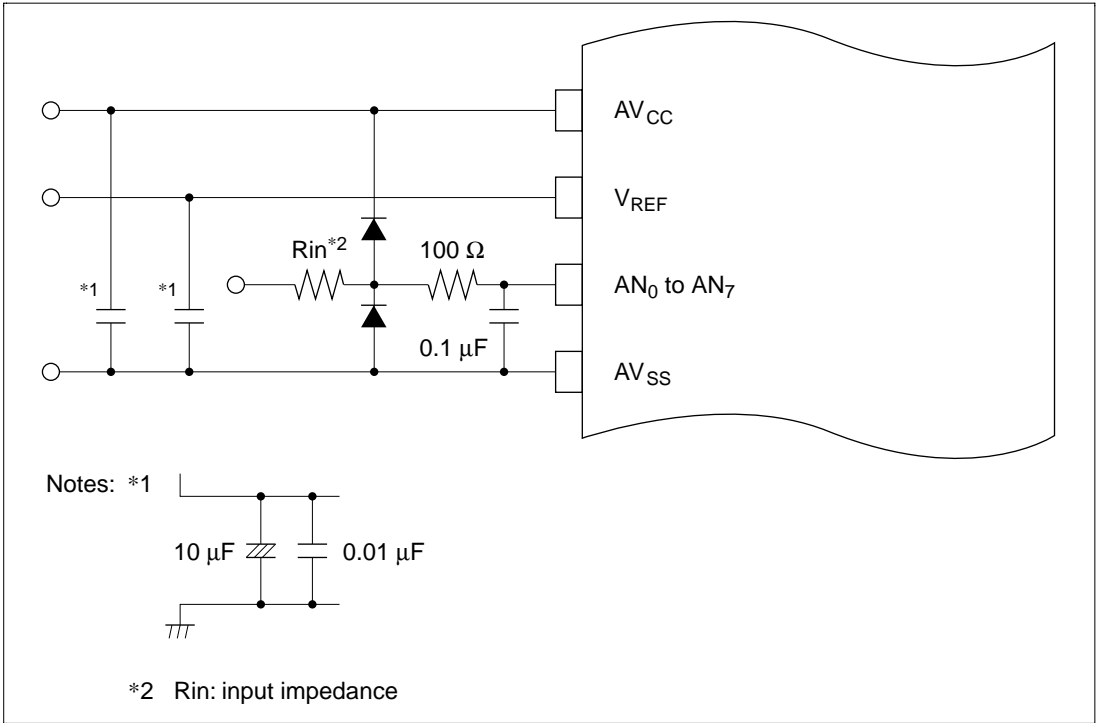 AVCC
VREF
Rin*2
100 Ω
*1
*1
AN0 to AN7
0.1 μF
AVSS
Notes: *1
10 μF
0.01 μF
*2 Rin: input impedance